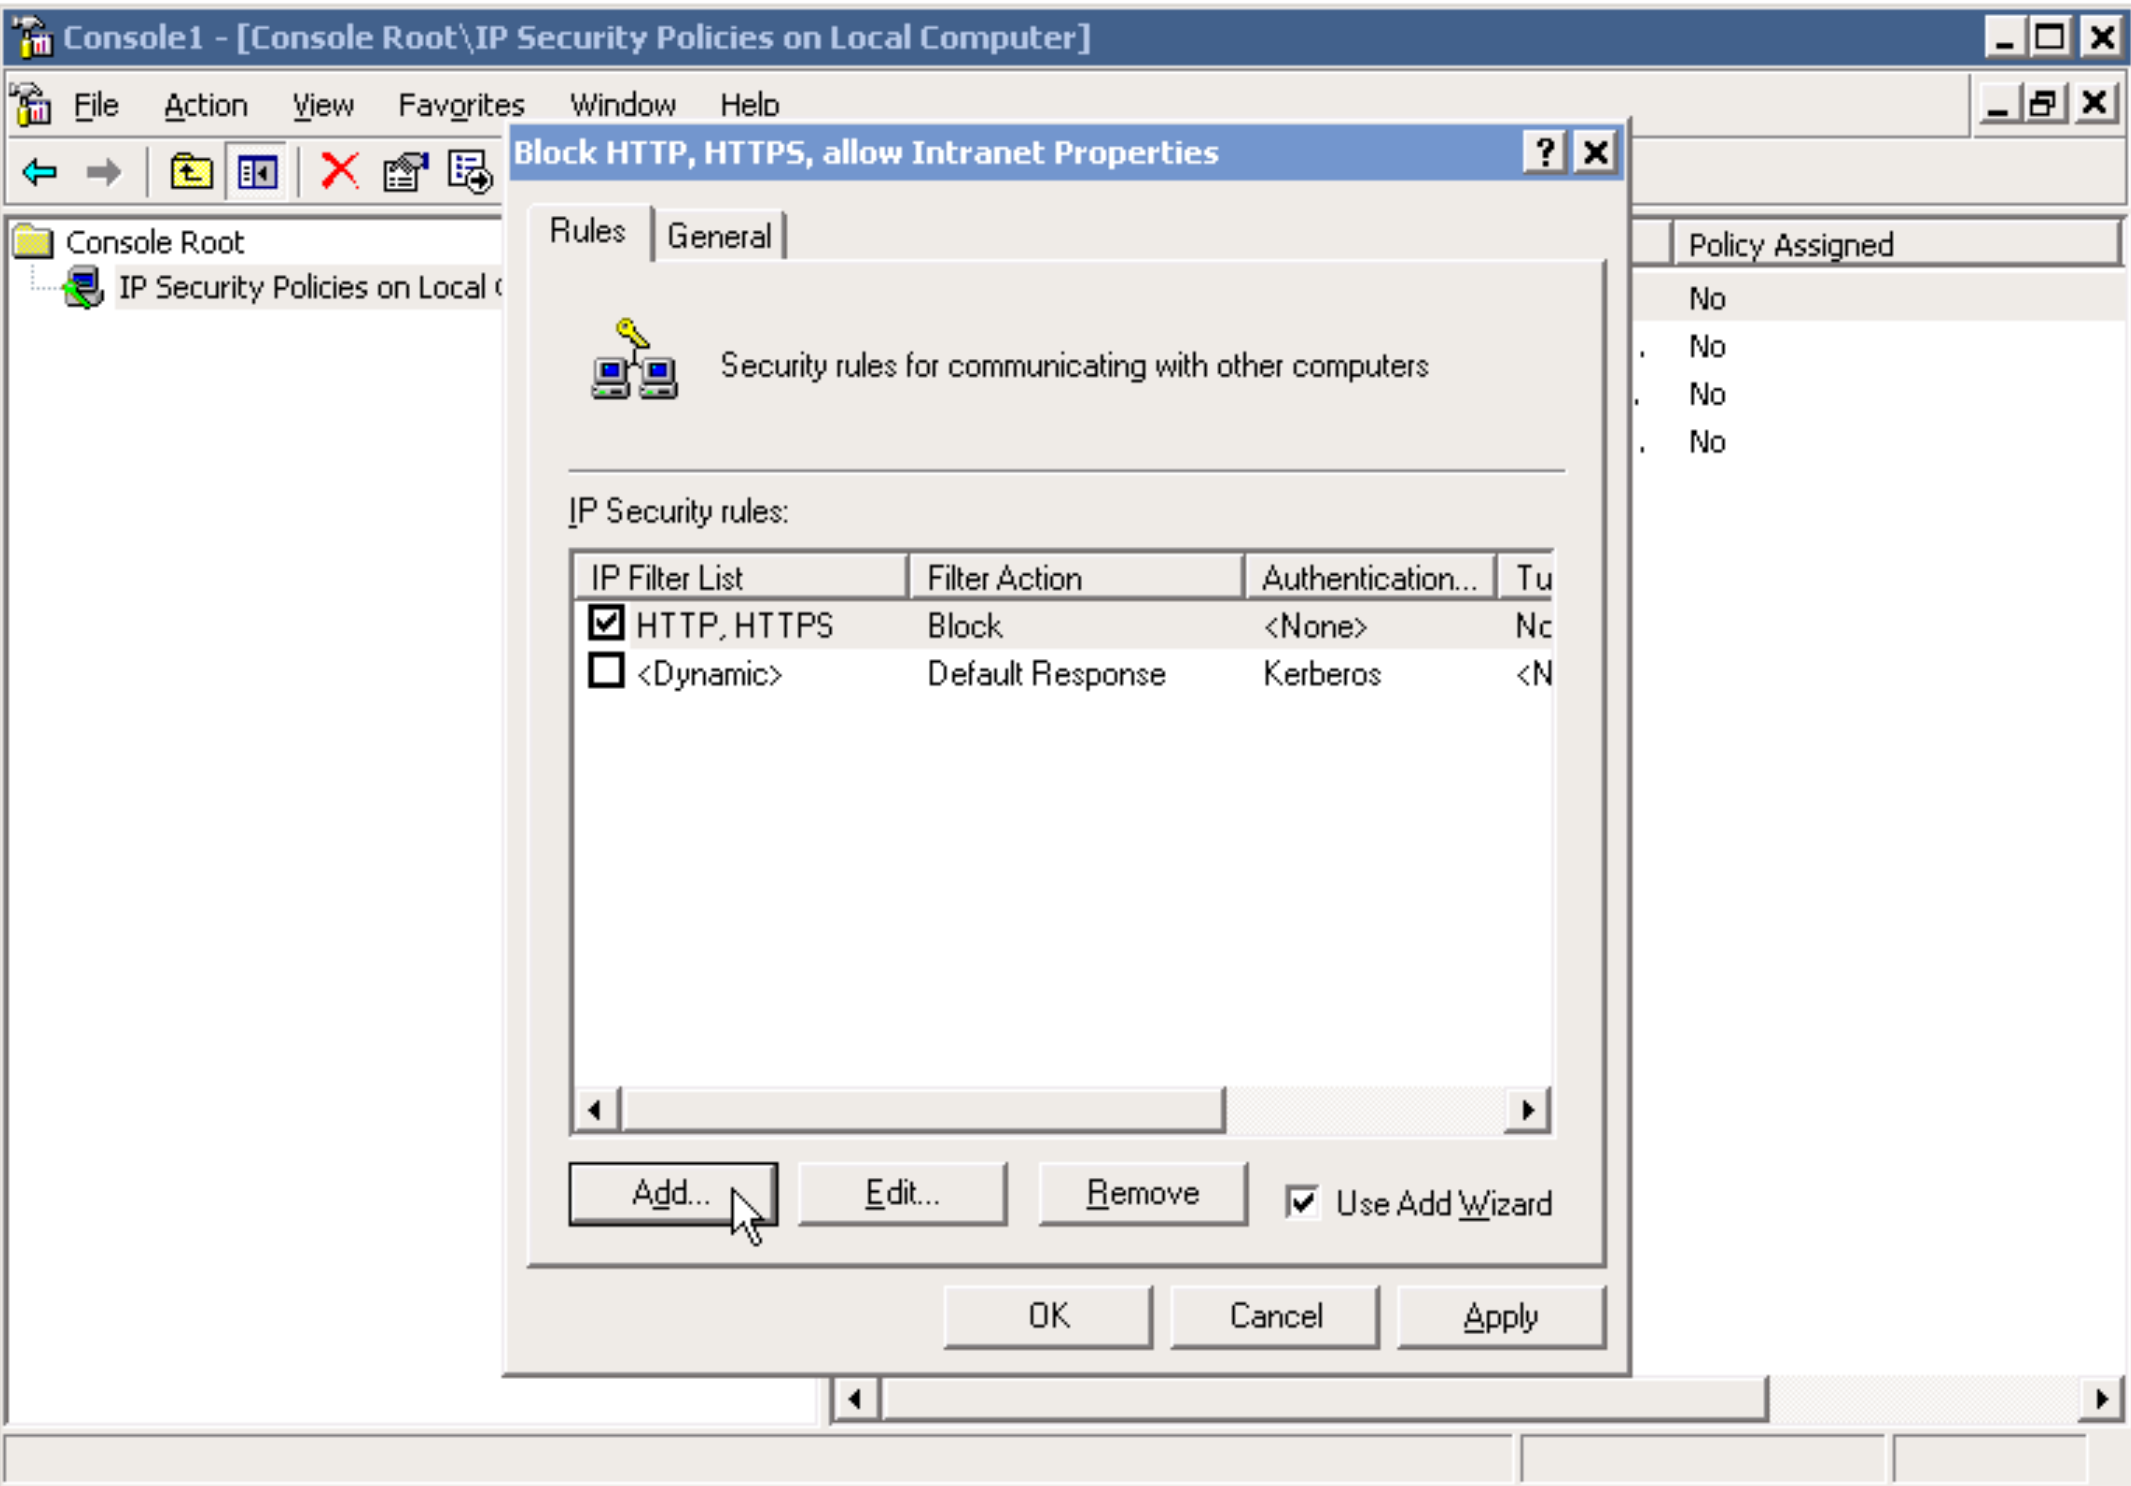 Console1 - [Console Root\IP Security Policies on Local Computer]
File Action View Favorites Window Help
Block HTTP, HTTPS, allow Intranet Properties
Rules General
Console Root
Policy Assigned
IP Security Policies on Local
No
Security rules for communicating with other computers
No
No
No
IP Security rules:
IP Filter List Filter Action Authentication... Tu
HTTP, HTTPS Block <None> No
<Dynamic> Default Response Kerberos <N
Add... Edit... Remove Use Add Wizard
OK Cancel Apply